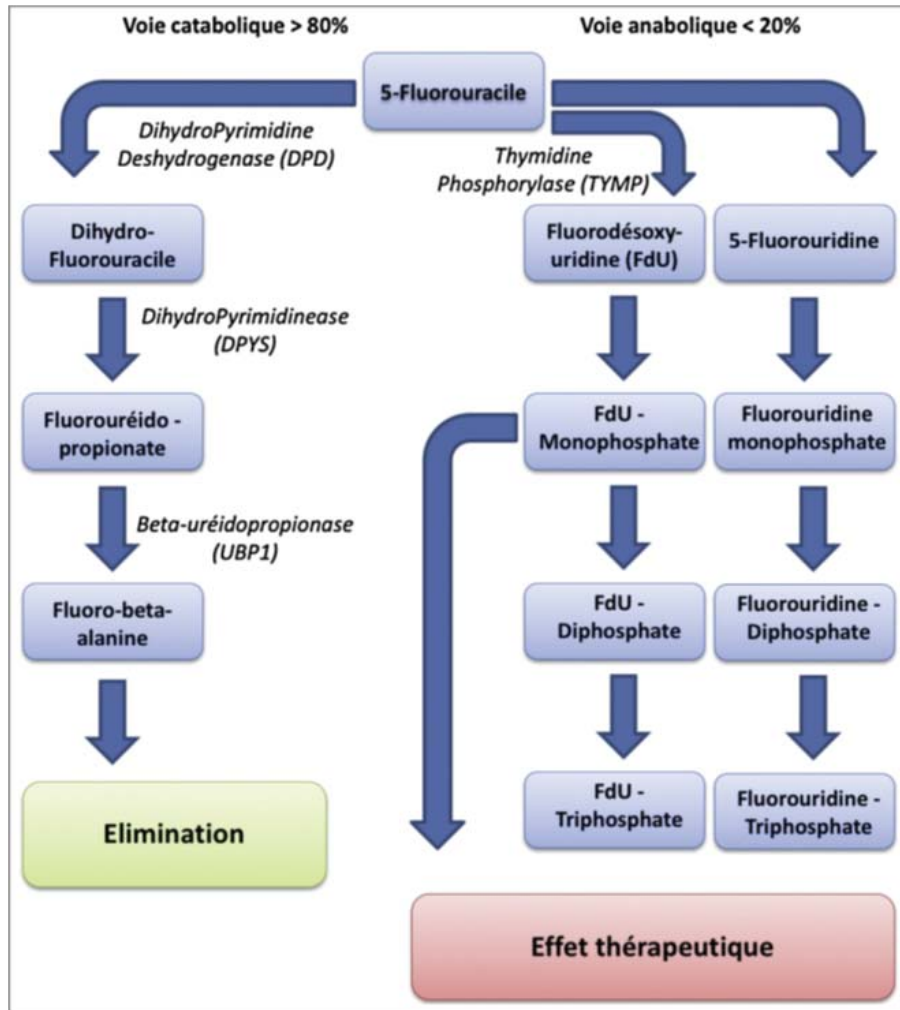 Voie catabolique > 80%
Voie anabolique < 20%
5-Fluorouracile
DihydroPyrimidine
Deshydrogenase (DPD)
Thymidine
Phosphorylase (TYMP)
Dihydro-
Fluorouracile
Fluorodésoxy-
uridine (FdU)
5-Fluorouridine
DihydroPyrimidinease
(DPYS)
Fluorouréido -
propionate
FdU -
Monophosphate
Fluorouridine
monophosphate
Beta-uréidopropionase
(UBP1)
Fluoro-beta-
alanine
FdU -
Diphosphate
Fluorouridine -
Diphosphate
FdU -
Triphosphate
Fluorouridine -
Triphosphate
Elimination
Effet thérapeutique